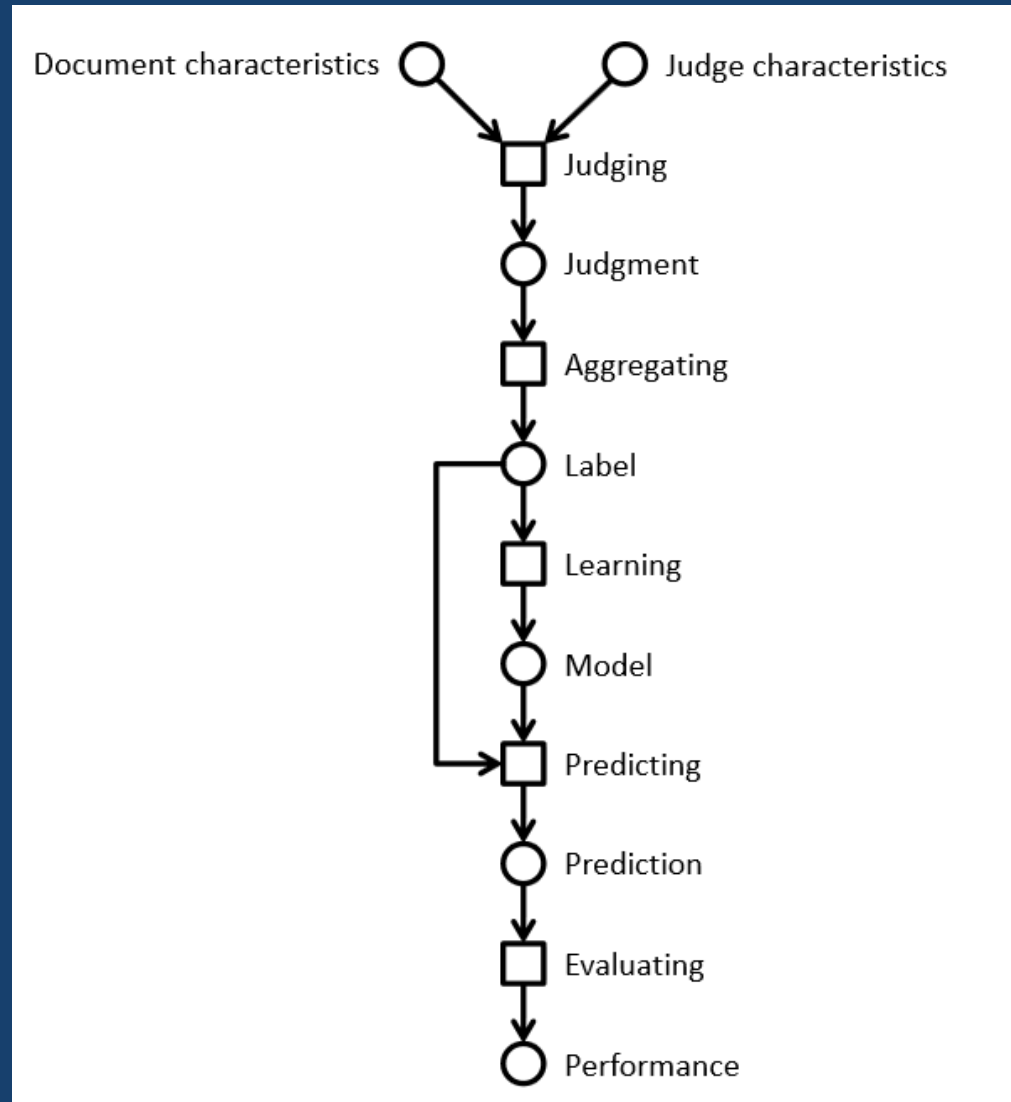 Document characteristics
Judge characteristics
Judging
Judgment
Aggregating
Label
Learning
Model
Predicting
Prediction
Evaluating
Performance